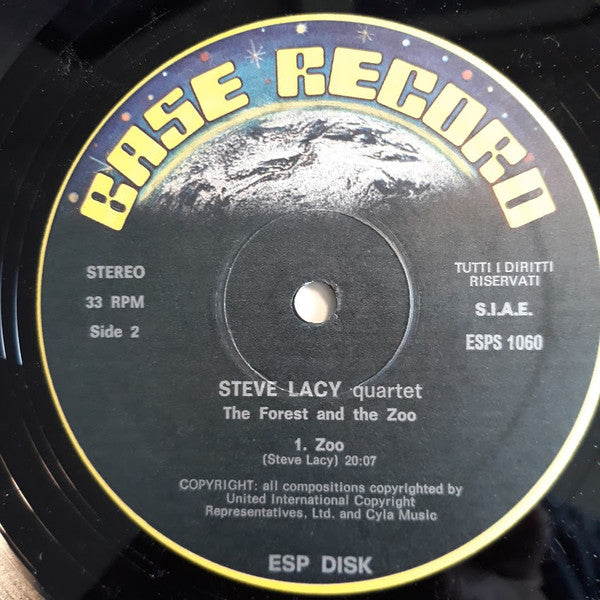 BASE RECORD
STEREO
33 RPM
Side 2
TUTTI I DIRITTI
RISERVATI
S.I.A.E.
ESPS 1060
STEVE LACY quartet
The Forest and the Zoo
1. Zoo
(Steve Lacy) 20:07
COPYRIGHT: all compositions copyrighted by
United International Copyright
Representatives, Ltd. and Cyla Music
ESP DISK